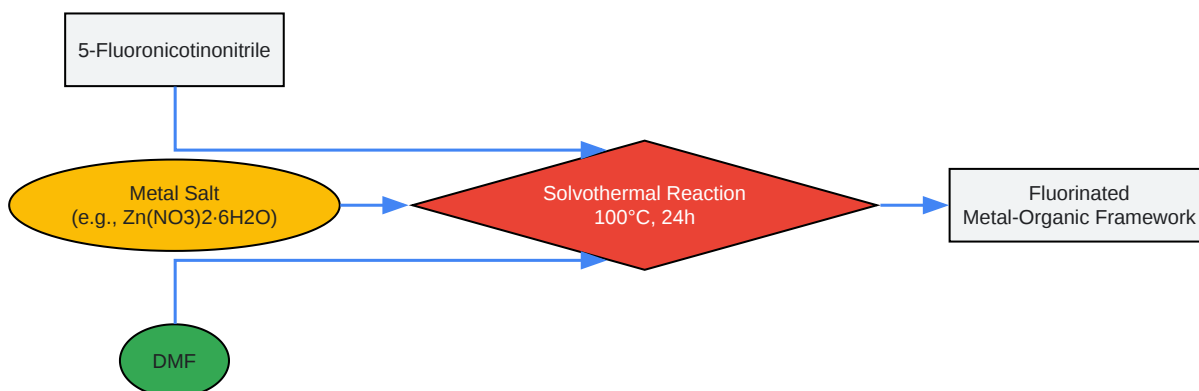 5-Fluoronicotinonitrile
Metal Salt
(e.g., Zn(NO3)2·6H2O)
Solvothermal Reaction
100°C, 24h
Fluorinated
Metal-Organic Framework
DMF